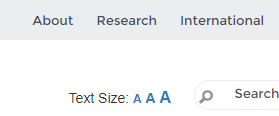 About Research International
Text Size: A A A
Search